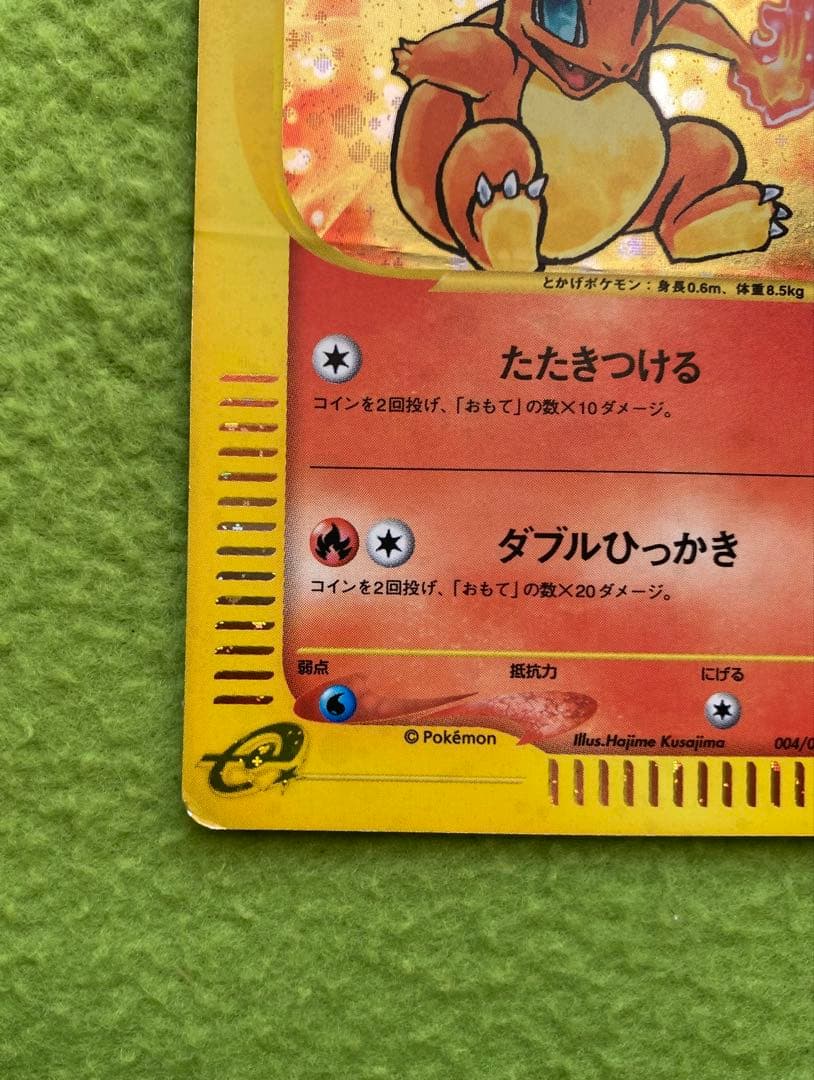 とかげポケモン：身長0.6m、体重8.5kg
たたきつける
コインを2回投げ、「おもて」の数×10ダメージ。
ダブルひっかき
コインを2回投げ、「おもて」の数×20ダメージ。
弱点 抵抗力 にげる
© Pokémon Illus.Hajime Kusajima 004/0